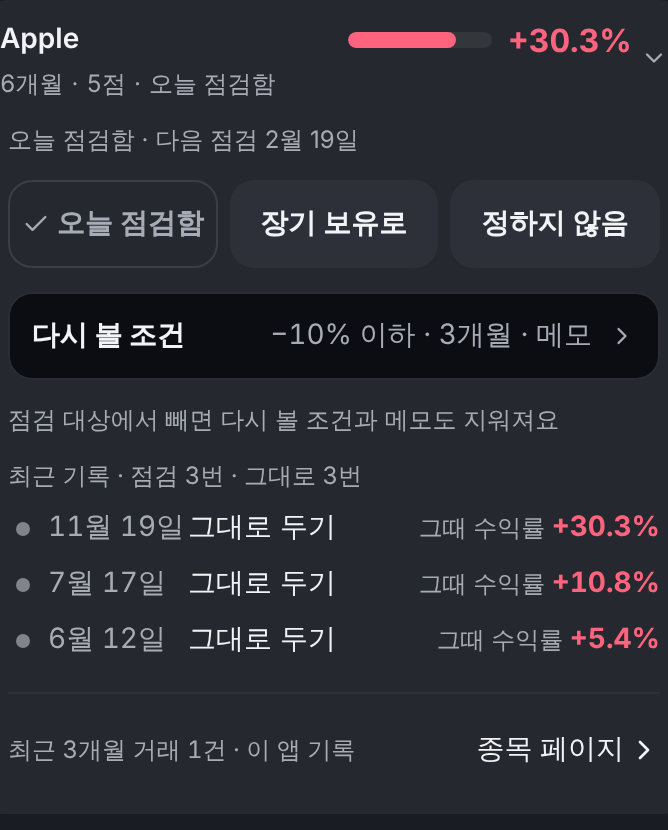 Apple +30.3%
6개월 · 5점 · 오늘 점검함
오늘 점검함 · 다음 점검 2월 19일
오늘 점검함 장기 보유로 정하지 않음
다시 볼 조건 −10% 이하 · 3개월 · 메모
점검 대상에서 빼면 다시 볼 조건과 메모도 지워져요
최근 기록 · 점검 3번 · 그대로 3번
11월 19일 그대로 두기 그때 수익률 +30.3%
7월 17일 그대로 두기 그때 수익률 +10.8%
6월 12일 그대로 두기 그때 수익률 +5.4%
최근 3개월 거래 1건 · 이 앱 기록 종목 페이지